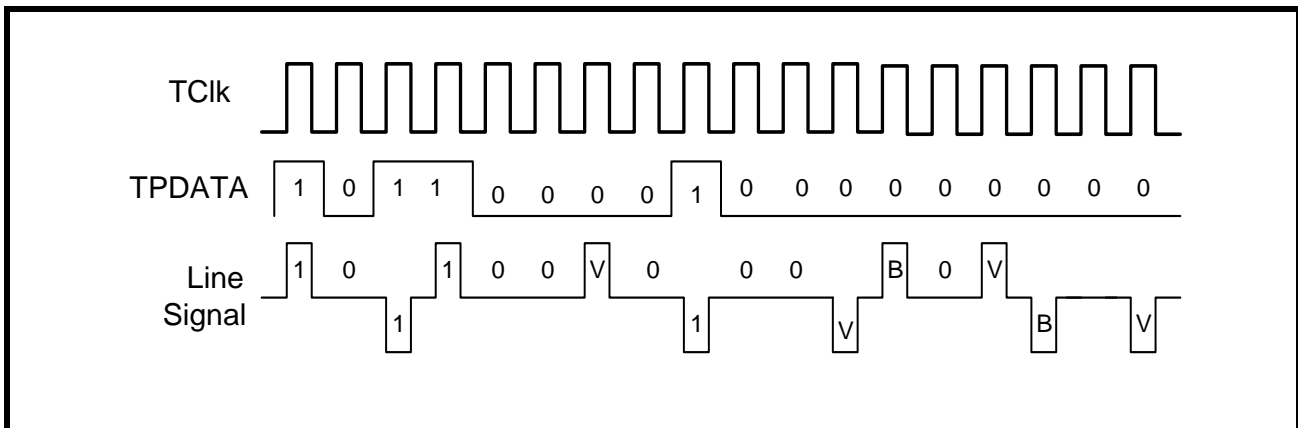 TClk
TPDATA 1 0 1 1 0 0 0 0 1 0 0 0 0 0 0 0 0 0
Line 1 0 1 0 0 V 0 0 0 B 0 V
Signal 1 1 V B V